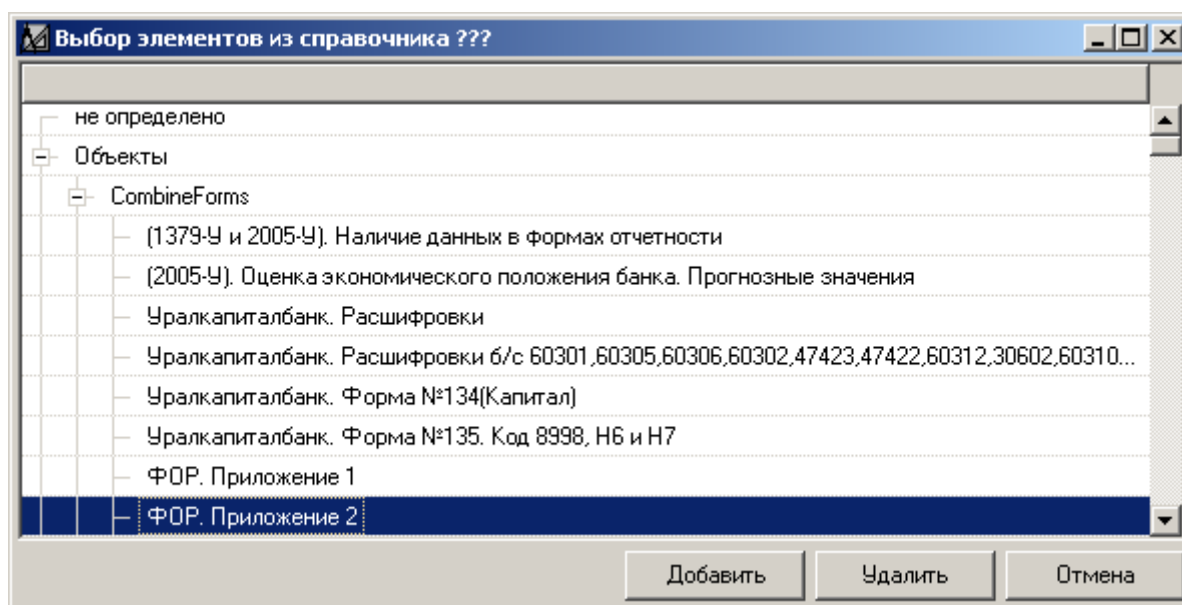 Выбор элементов из справочника ???
не определено
Объекты
CombineForms
(1379-У и 2005-У). Наличие данных в формах отчетности
(2005-У). Оценка экономического положения банка. Прогнозные значения
Уралкапиталбанк. Расшифровки
Уралкапиталбанк. Расшифровки б/с 60301,60305,60306,60302,47423,47422,60312,30602,60310...
Уралкапиталбанк. Форма №134(Капитал)
Уралкапиталбанк. Форма №135. Код 8998, Н6 и Н7
ФОР. Приложение 1
ФОР. Приложение 2
Добавить Удалить Отмена